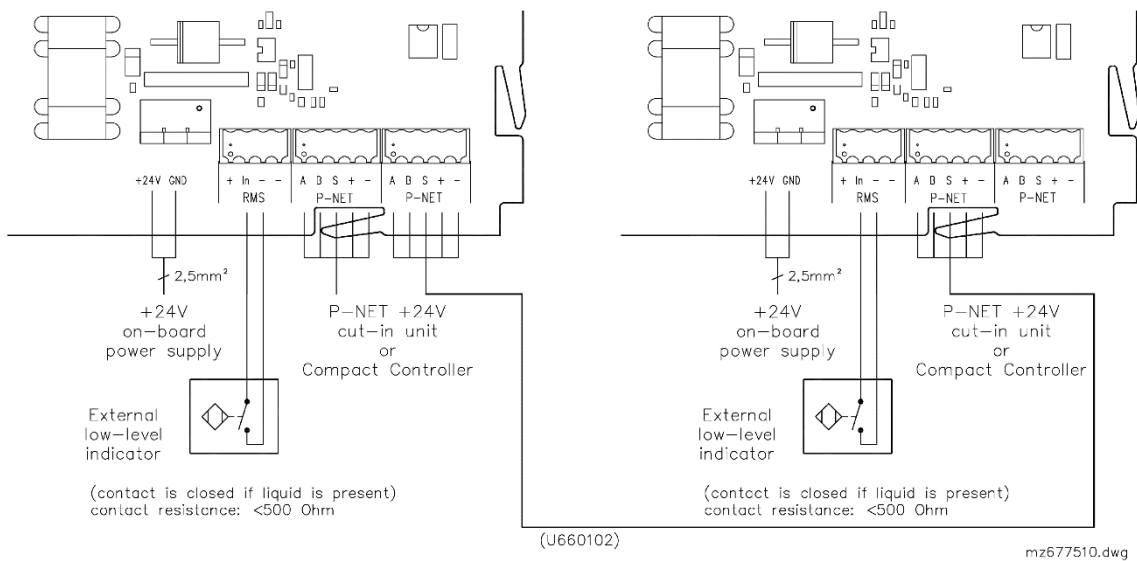 +24V GND
+ In - -
RMS
A B S + -
P-NET
A B S + -
P-NET
2,5mm²
+24V
on-board
power supply
P-NET +24V
cut-in unit
or
Compact Controller
External
low-level
indicator
(contact is closed if liquid is present)
contact resistance: <500 Ohm
+24V GND
+ In - -
RMS
A B S + -
P-NET
A B S + -
P-NET
2,5mm²
+24V
on-board
power supply
P-NET +24V
cut-in unit
or
Compact Controller
External
low-level
indicator
(contact is closed if liquid is present)
contact resistance: <500 Ohm
(U660102)
mz677510.dwg